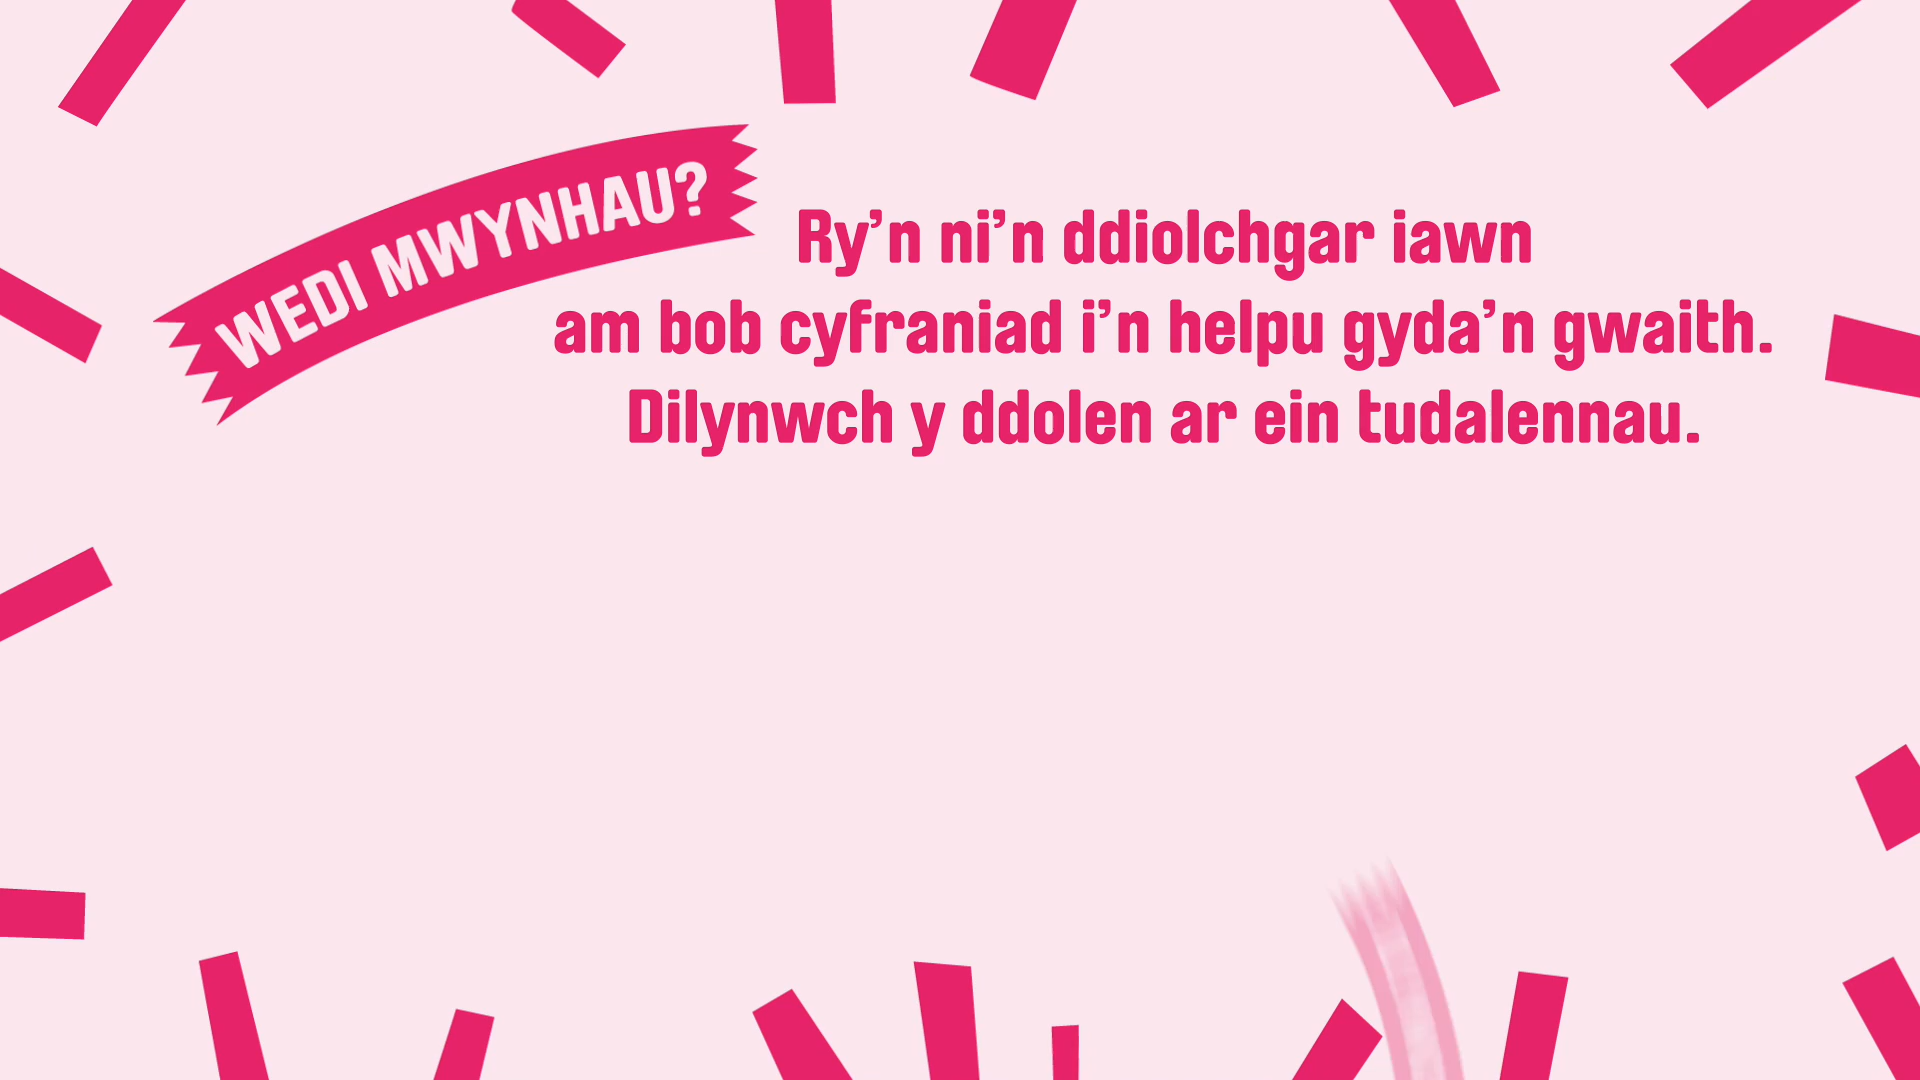 WEDI MWYNHAU?
Ry’n ni’n ddiolchgar iawn
am bob cyfraniad i’n helpu gyda’n gwaith.
Dilynwch y ddolen ar ein tudalennau.